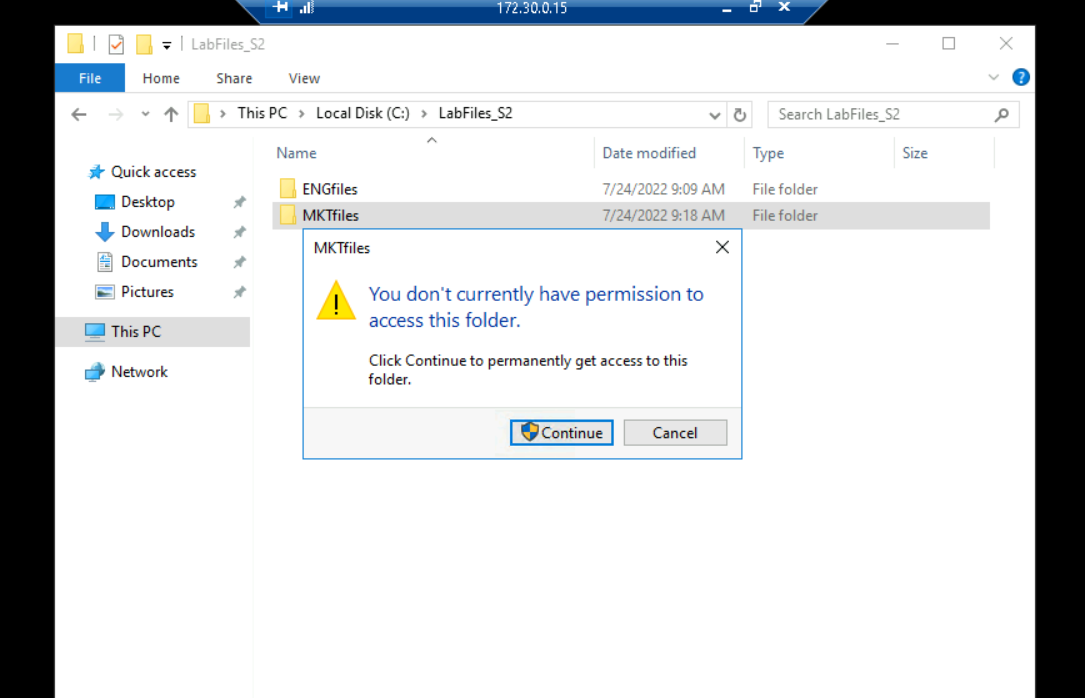 172.30.0.15
LabFiles_S2
File Home Share View
This PC Local Disk (C:) LabFiles_S2
Search LabFiles_S2
Name Date modified Type Size
Quick access
Desktop
Downloads
Documents
Pictures
This PC
Network
ENGfiles 7/24/2022 9:09 AM File folder
MKTfiles 7/24/2022 9:18 AM File folder
MKTfiles
You don't currently have permission to
access this folder.
Click Continue to permanently get access to this
folder.
Continue Cancel